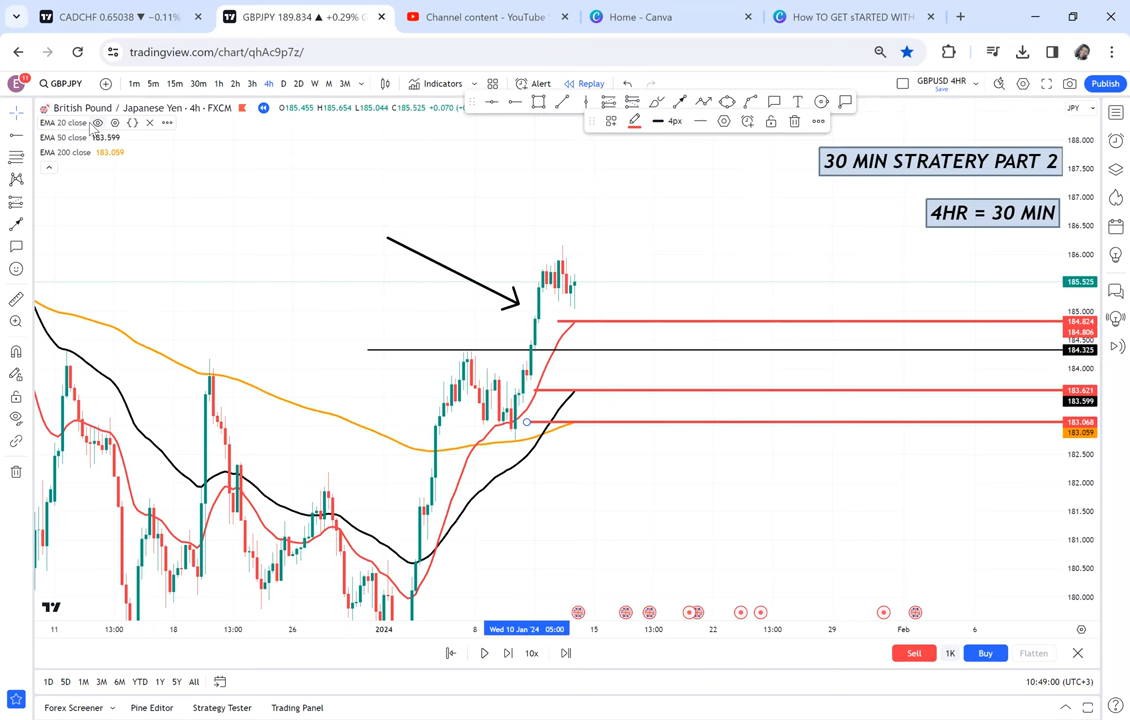 CADCHF 0.65038 ▼ −0.11%
GBPJPY 189.834 ▲ +0.29%
Channel content - YouTube
Home - Canva
How TO GET sTARTED WITH
tradingview.com/chart/qhAc9p7z/
E 11 GBPJPY 1m 5m 15m 30m 1h 2h 3h 4h D 2D W M 3M Indicators Alert Replay GBPUSD 4HR Save Publish
British Pound / Japanese Yen · 4h · FXCM O185.455 H185.654 L185.044 C185.525 +0.070
JPY
EMA 20 close
4px
EMA 50 close 183.599
EMA 200 close 183.059
30 MIN STRATERY PART 2
4HR = 30 MIN
188.000
187.500
187.000
186.500
186.000
185.525
185.000
184.824
184.806
184.500
184.325
184.000
183.621
183.599
183.068
183.059
182.500
182.000
181.500
181.000
180.500
180.000
11 13:00 18 13:00 26 2024 8 Wed 10 Jan '24 05:00 15 13:00 22 13:00 29 Feb 6
10x Sell 1K Buy Flatten
1D 5D 1M 3M 6M YTD 1Y 5Y All 10:49:00 (UTC+3)
Forex Screener Pine Editor Strategy Tester Trading Panel